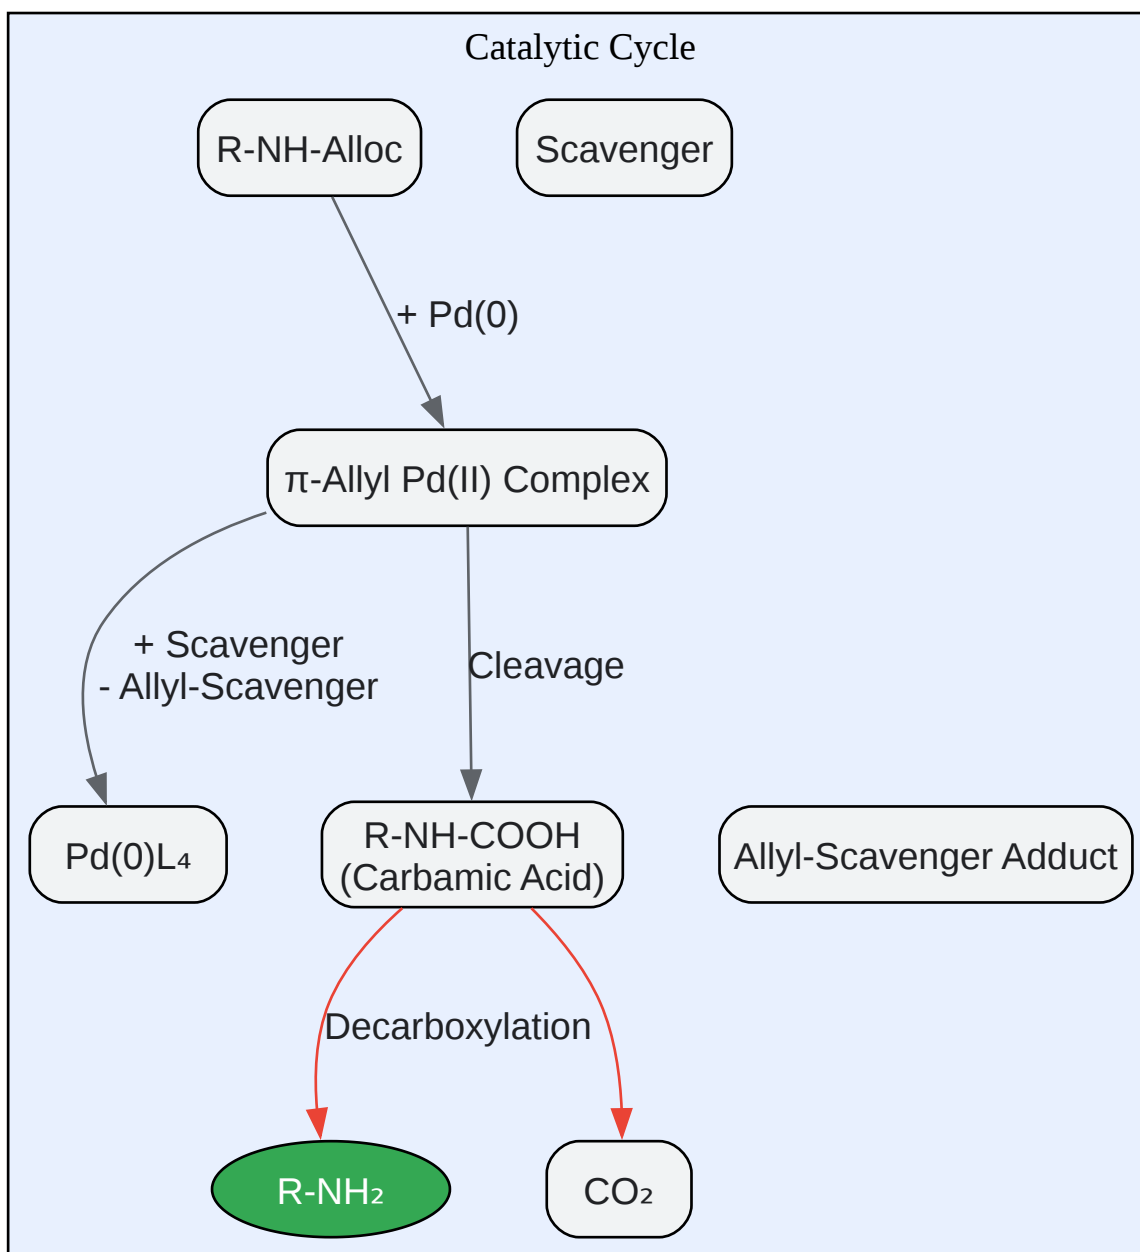 Catalytic Cycle
R-NH-Alloc
Scavenger
+ Pd(0)
π-Allyl Pd(II) Complex
+ Scavenger
- Allyl-Scavenger
Cleavage
Pd(0)L₄
R-NH-COOH
(Carbamic Acid)
Allyl-Scavenger Adduct
Decarboxylation
R-NH₂
CO₂